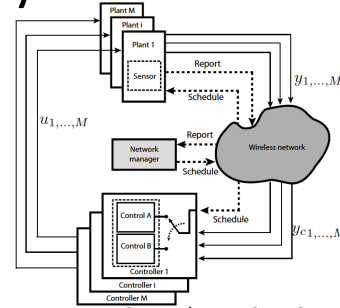 Plant M
Plant i
Plant 1
Sensor
Report
Schedule
y1,...,M
u1,...,M
Report
Network
manager
Schedule
Wireless network
Schedule
yc1,...,M
Control A
Control B
Controller 1
Controller i
Controller M